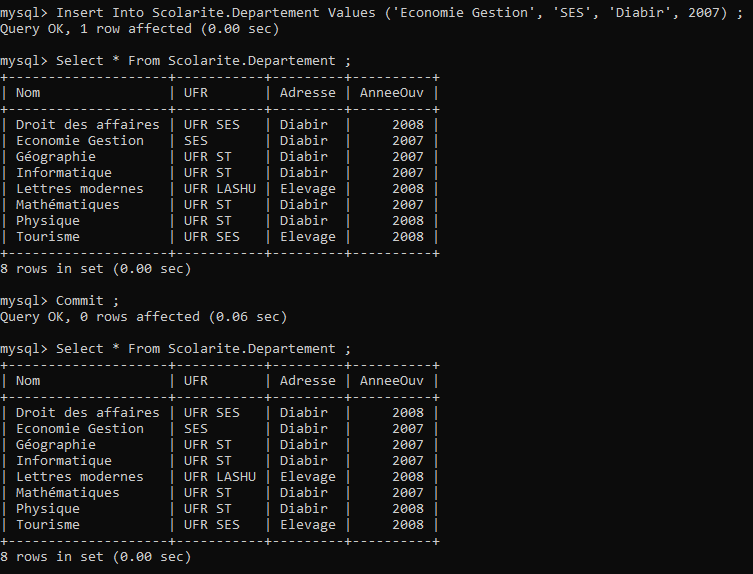 mysql> Insert Into Scolarite.Departement Values ('Economie Gestion', 'SES', 'Diabir', 2007) ;
Query OK, 1 row affected (0.00 sec)

mysql> Select * From Scolarite.Departement ;
+--------------------+-----------+---------+----------+
| Nom                | UFR       | Adresse | AnneeOuv |
+--------------------+-----------+---------+----------+
| Droit des affaires | UFR SES   | Diabir  |     2008 |
| Economie Gestion   | SES       | Diabir  |     2007 |
| Géographie         | UFR ST    | Diabir  |     2007 |
| Informatique       | UFR ST    | Diabir  |     2007 |
| Lettres modernes   | UFR LASHU | Elevage |     2008 |
| Mathématiques      | UFR ST    | Diabir  |     2007 |
| Physique           | UFR ST    | Diabir  |     2008 |
| Tourisme           | UFR SES   | Elevage |     2008 |
+--------------------+-----------+---------+----------+
8 rows in set (0.00 sec)

mysql> Commit ;
Query OK, 0 rows affected (0.06 sec)

mysql> Select * From Scolarite.Departement ;
+--------------------+-----------+---------+----------+
| Nom                | UFR       | Adresse | AnneeOuv |
+--------------------+-----------+---------+----------+
| Droit des affaires | UFR SES   | Diabir  |     2008 |
| Economie Gestion   | SES       | Diabir  |     2007 |
| Géographie         | UFR ST    | Diabir  |     2007 |
| Informatique       | UFR ST    | Diabir  |     2007 |
| Lettres modernes   | UFR LASHU | Elevage |     2008 |
| Mathématiques      | UFR ST    | Diabir  |     2007 |
| Physique           | UFR ST    | Diabir  |     2008 |
| Tourisme           | UFR SES   | Elevage |     2008 |
+--------------------+-----------+---------+----------+
8 rows in set (0.00 sec)